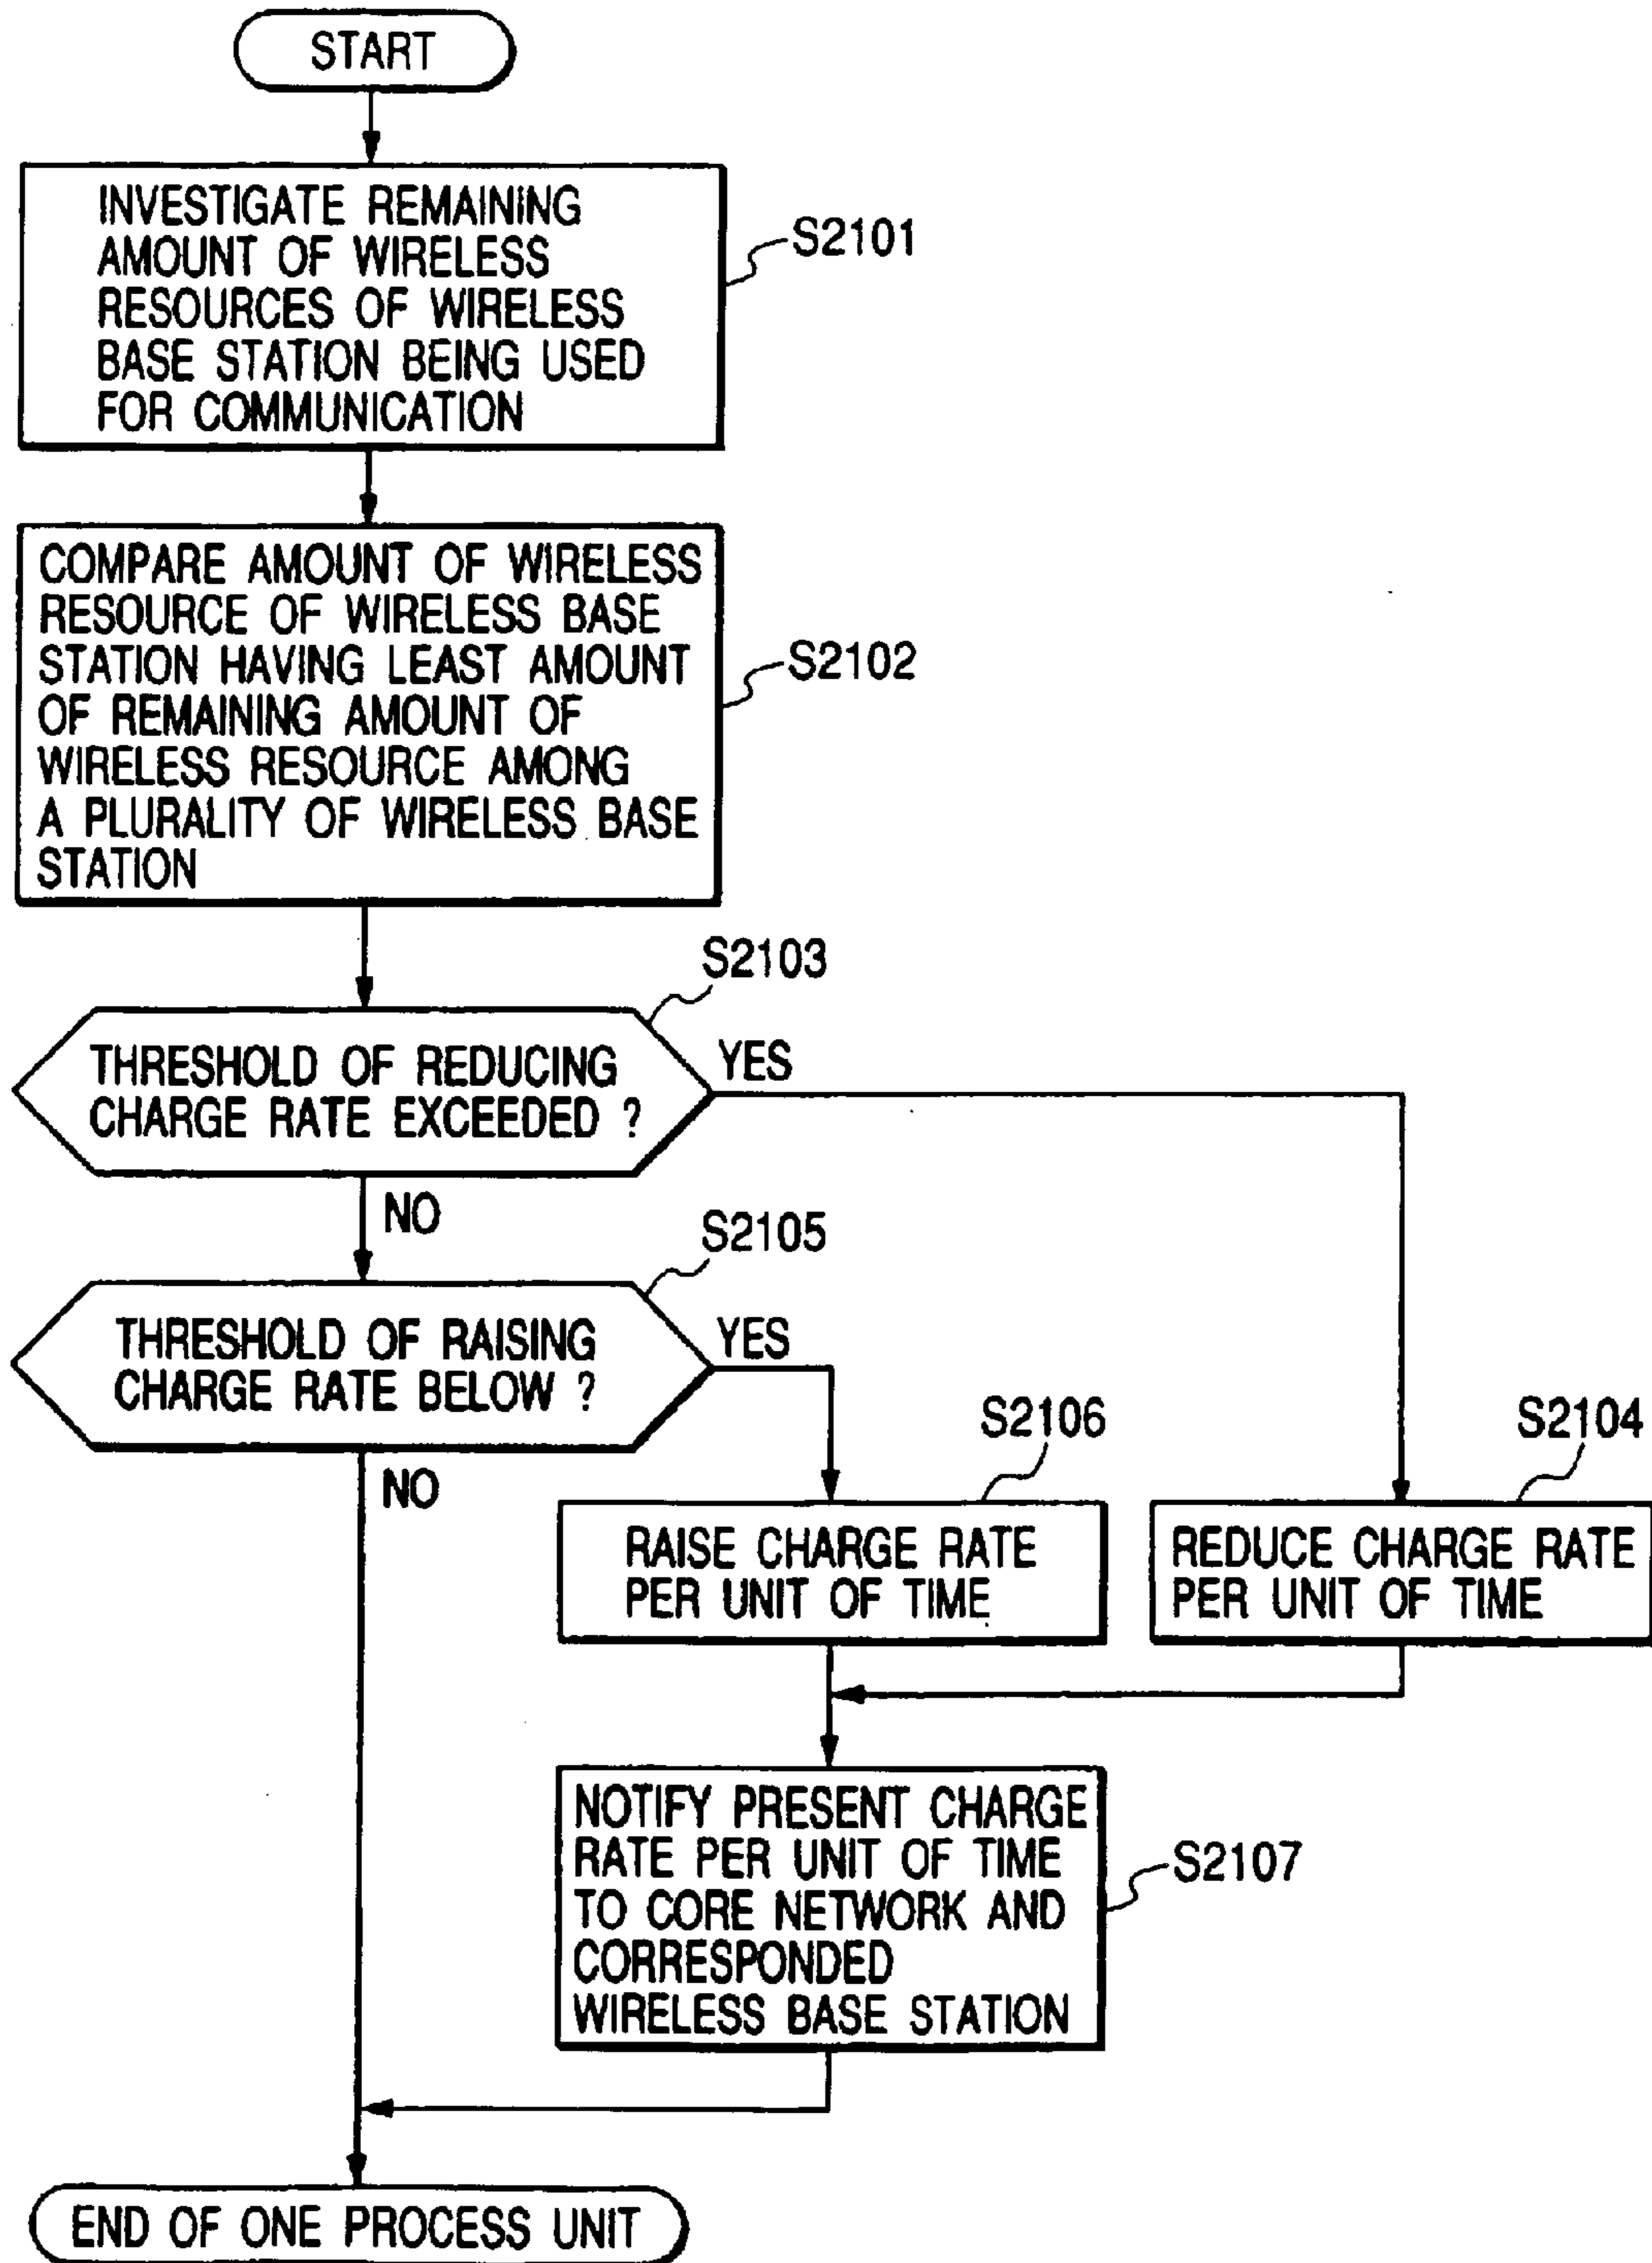 START
INVESTIGATE REMAINING
AMOUNT OF WIRELESS
RESOURCES OF WIRELESS
BASE STATION BEING USED
FOR COMMUNICATION
S2101
COMPARE AMOUNT OF WIRELESS
RESOURCE OF WIRELESS BASE
STATION HAVING LEAST AMOUNT
OF REMAINING AMOUNT OF
WIRELESS RESOURCE AMONG
A PLURALITY OF WIRELESS BASE
STATION
S2102
S2103
THRESHOLD OF REDUCING
CHARGE RATE EXCEEDED ?
YES
NO
S2105
THRESHOLD OF RAISING
CHARGE RATE BELOW ?
YES
NO
S2106
RAISE CHARGE RATE
PER UNIT OF TIME
S2104
REDUCE CHARGE RATE
PER UNIT OF TIME
NOTIFY PRESENT CHARGE
RATE PER UNIT OF TIME
TO CORE NETWORK AND
CORRESPONDED
WIRELESS BASE STATION
S2107
END OF ONE PROCESS UNIT